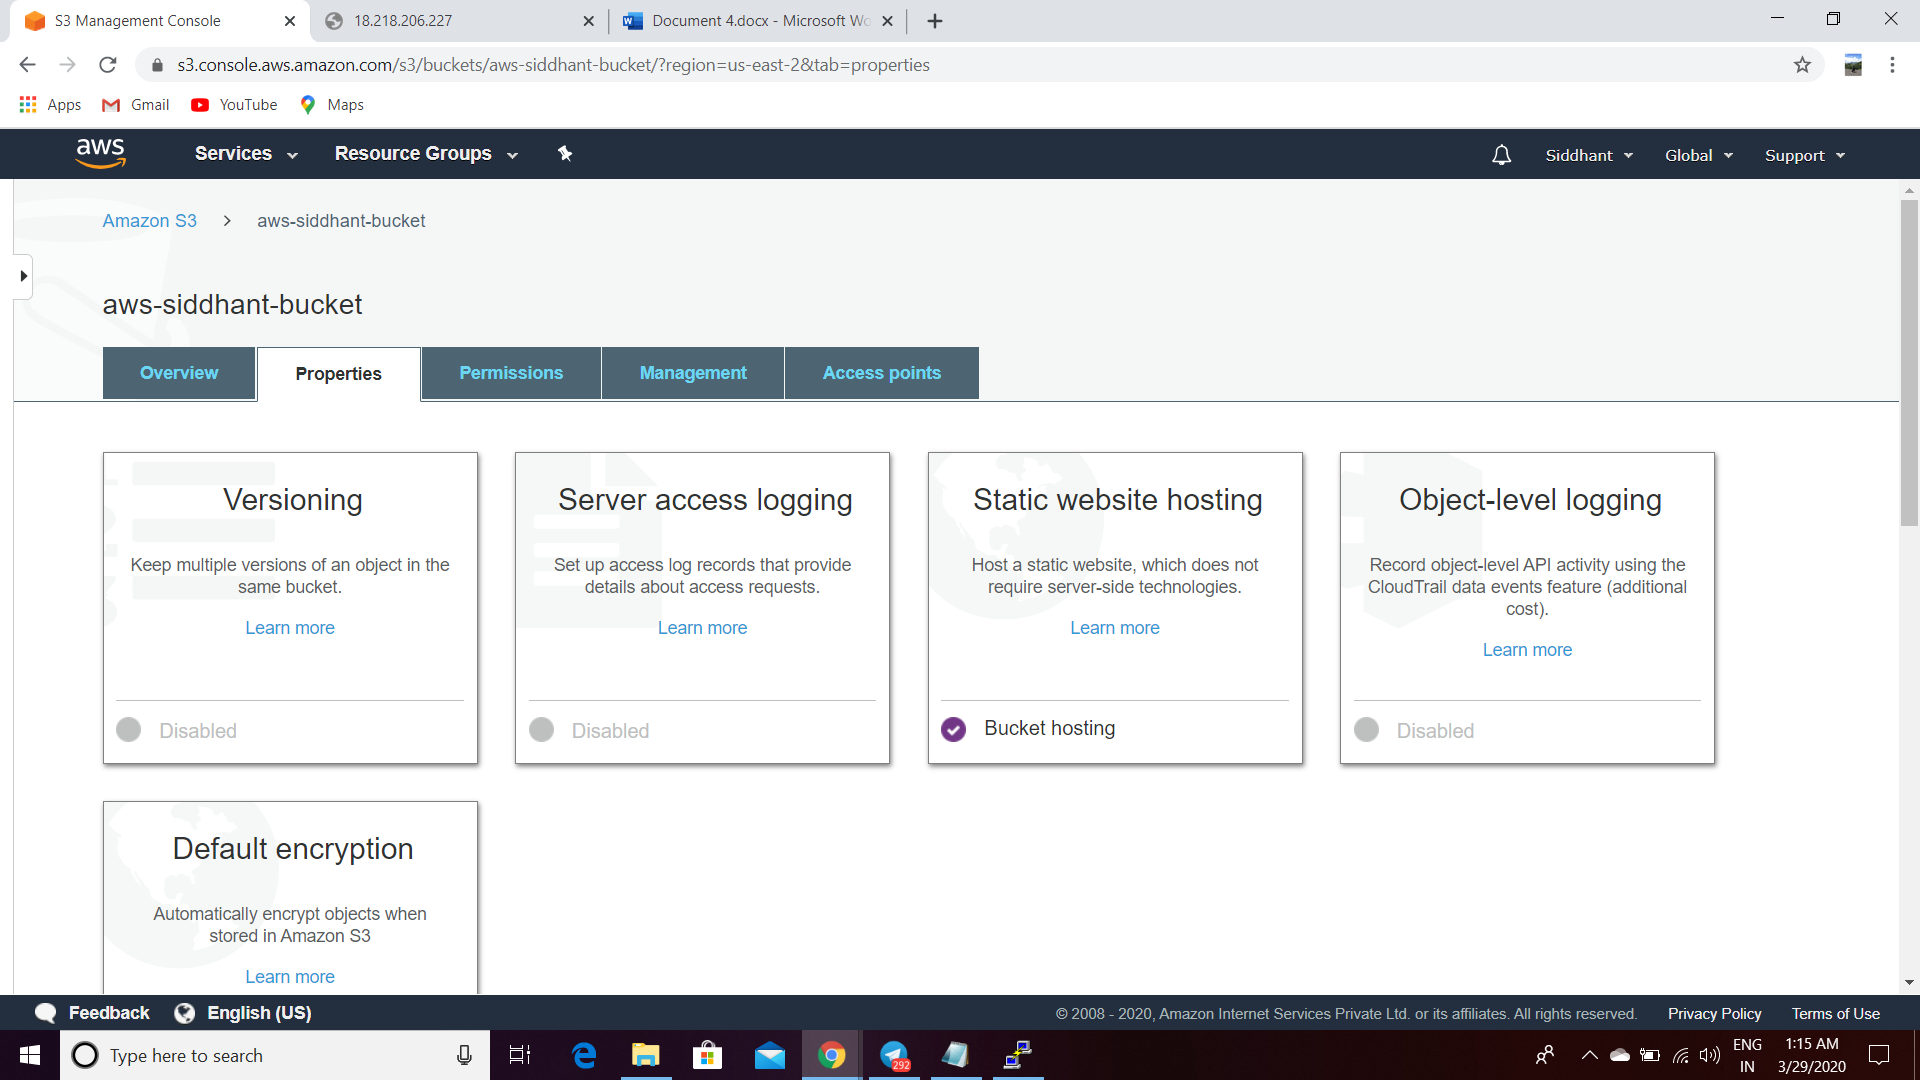 S3 Management Console
18.218.206.227
Document 4.docx - Microsoft Wo
s3.console.aws.amazon.com/s3/buckets/aws-siddhant-bucket/?region=us-east-2&tab=properties
Apps Gmail YouTube Maps
aws Services Resource Groups Siddhant Global Support
Amazon S3 > aws-siddhant-bucket
aws-siddhant-bucket
Overview Properties Permissions Management Access points
Versioning
Keep multiple versions of an object in the
same bucket.
Learn more
Disabled
Server access logging
Set up access log records that provide
details about access requests.
Learn more
Disabled
Static website hosting
Host a static website, which does not
require server-side technologies.
Learn more
Bucket hosting
Object-level logging
Record object-level API activity using the
CloudTrail data events feature (additional
cost).
Learn more
Disabled
Default encryption
Automatically encrypt objects when
stored in Amazon S3
Learn more
Feedback English (US) © 2008 - 2020, Amazon Internet Services Private Ltd. or its affiliates. All rights reserved. Privacy Policy Terms of Use
Type here to search
292
ENG
IN
1:15 AM
3/29/2020